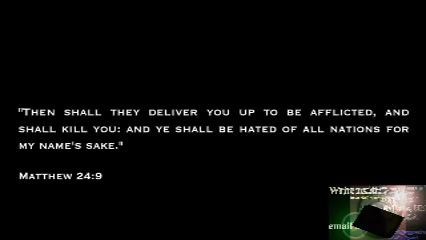 "Then shall they deliver you up to be afflicted, and
shall kill you: and ye shall be hated of all nations for
my name's sake."
Matthew 24:9
email